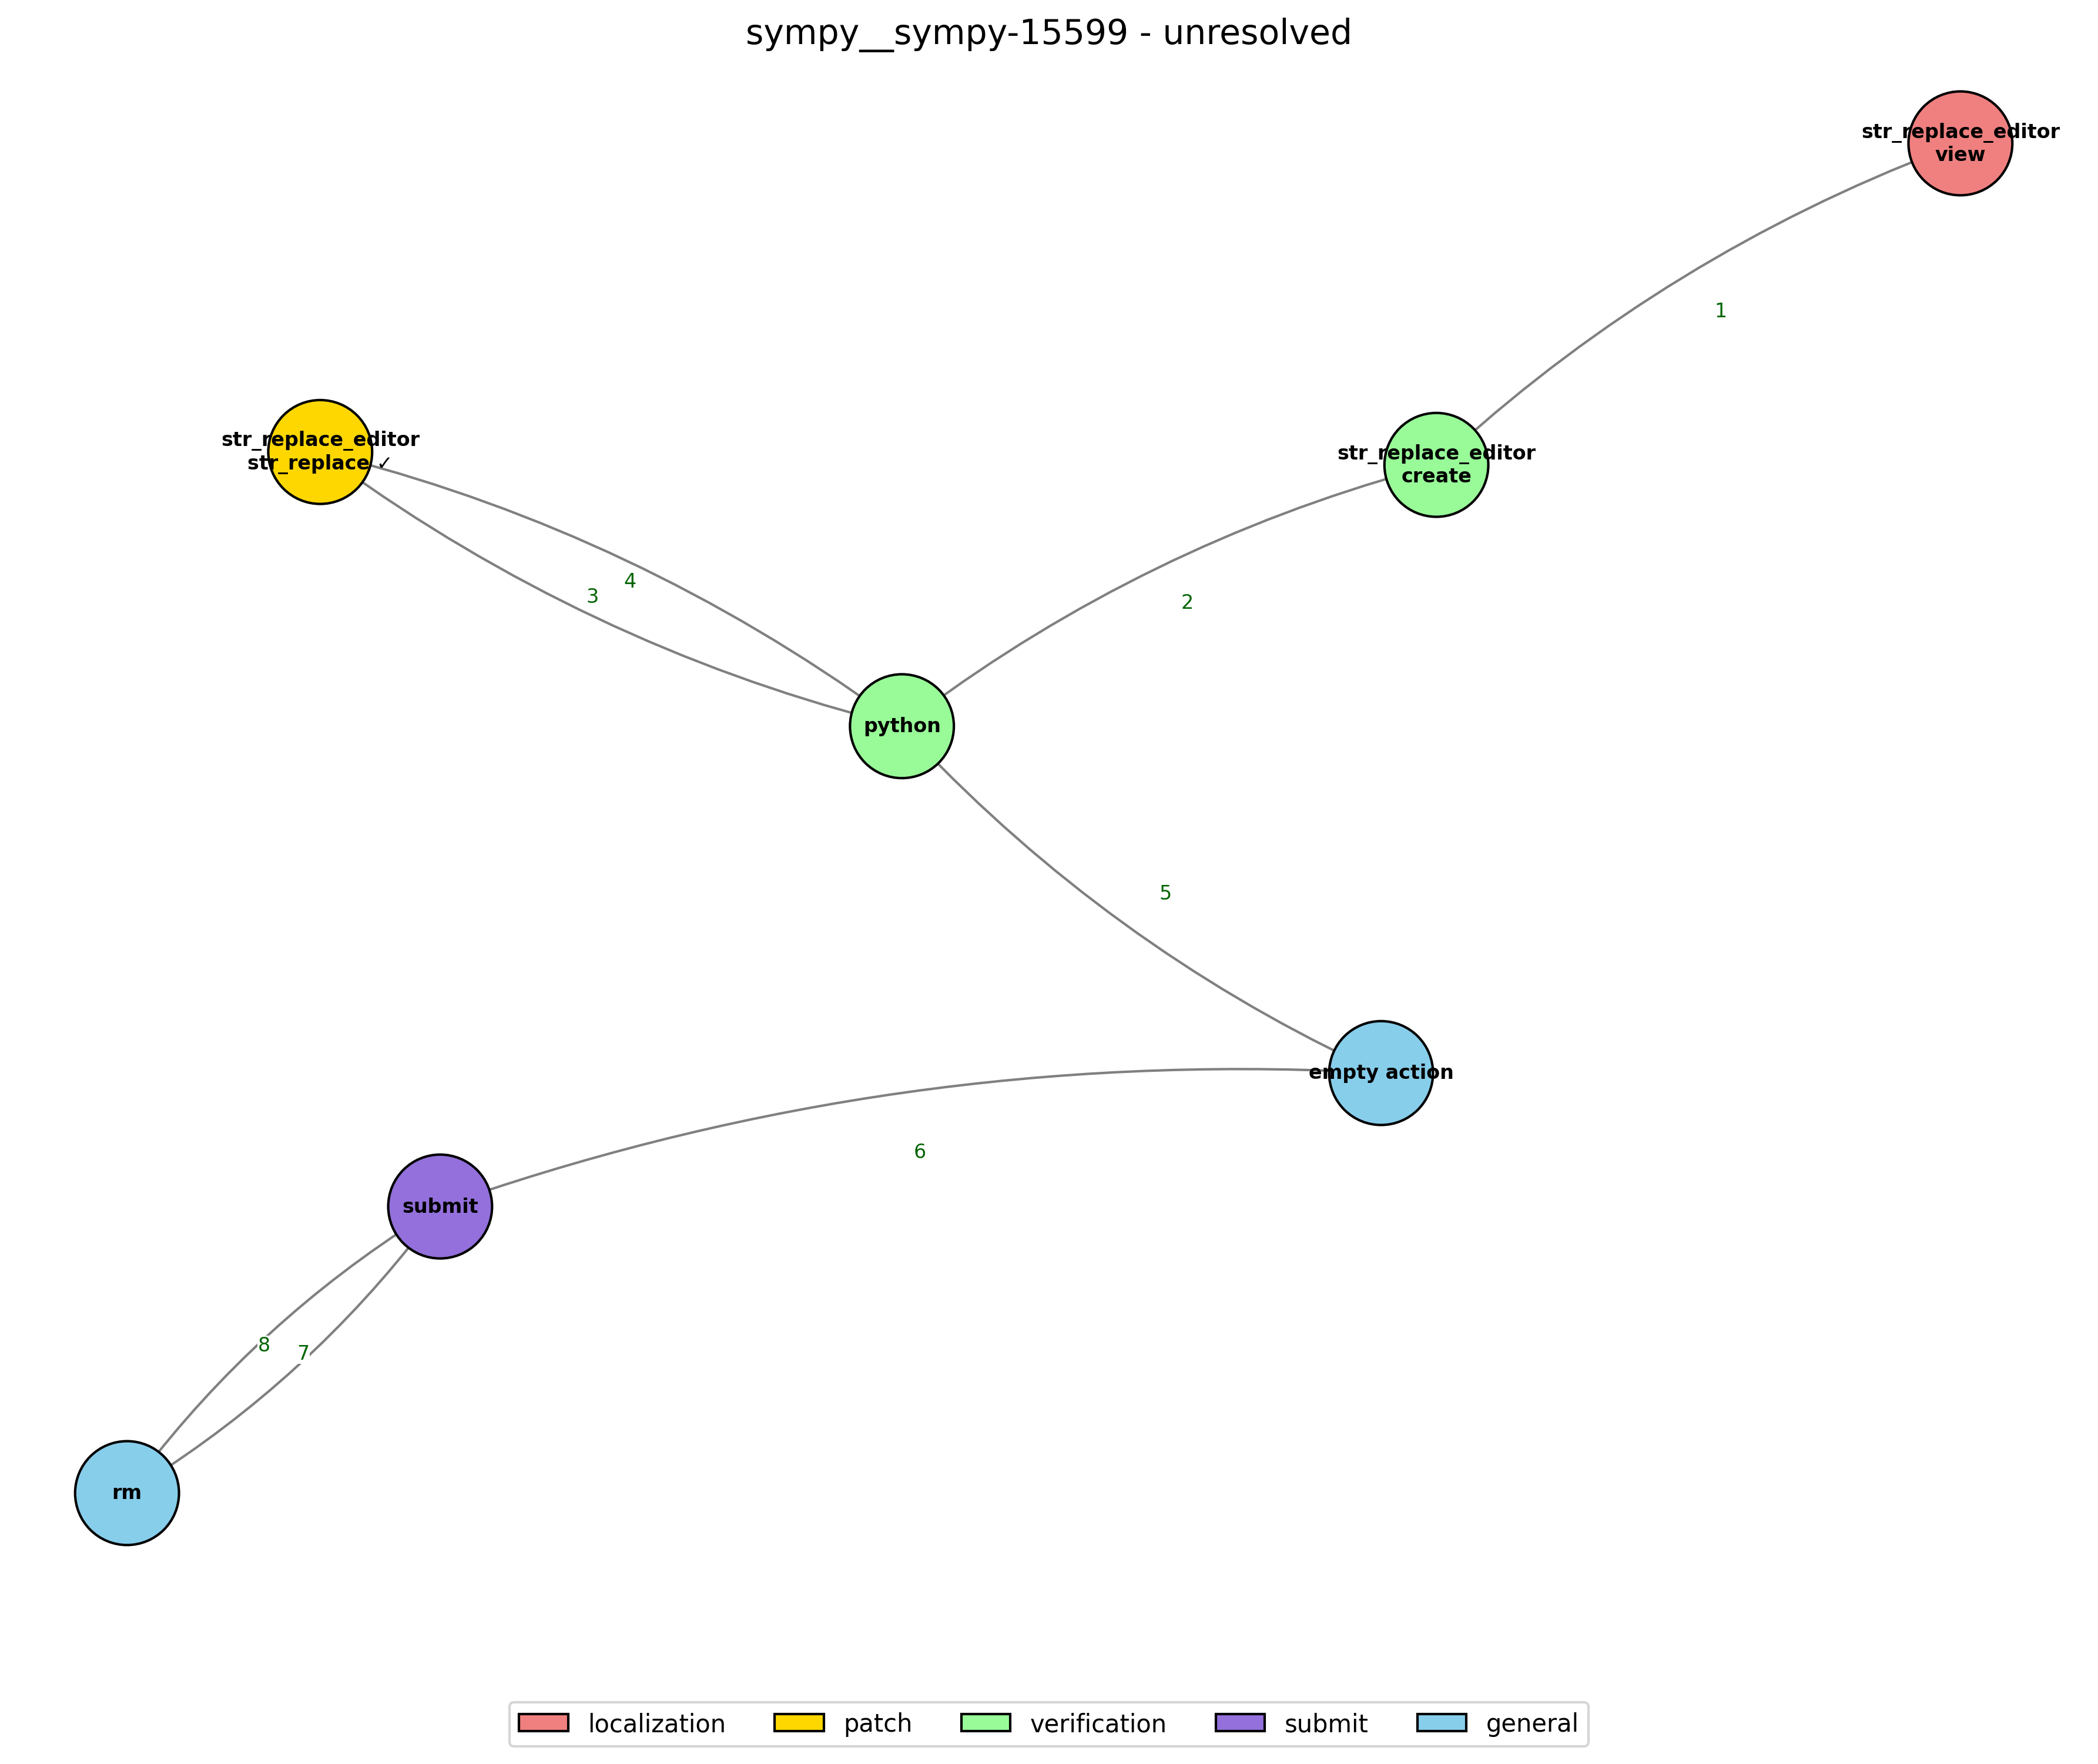 sympy__sympy-15599 - unresolved
str_replace_editor
view
1
str_replace_editor
str_replace ✓
str_replace_editor
create
4
3
2
python
5
empty action
6
submit
8
7
rm
localization
patch
verification
submit
general